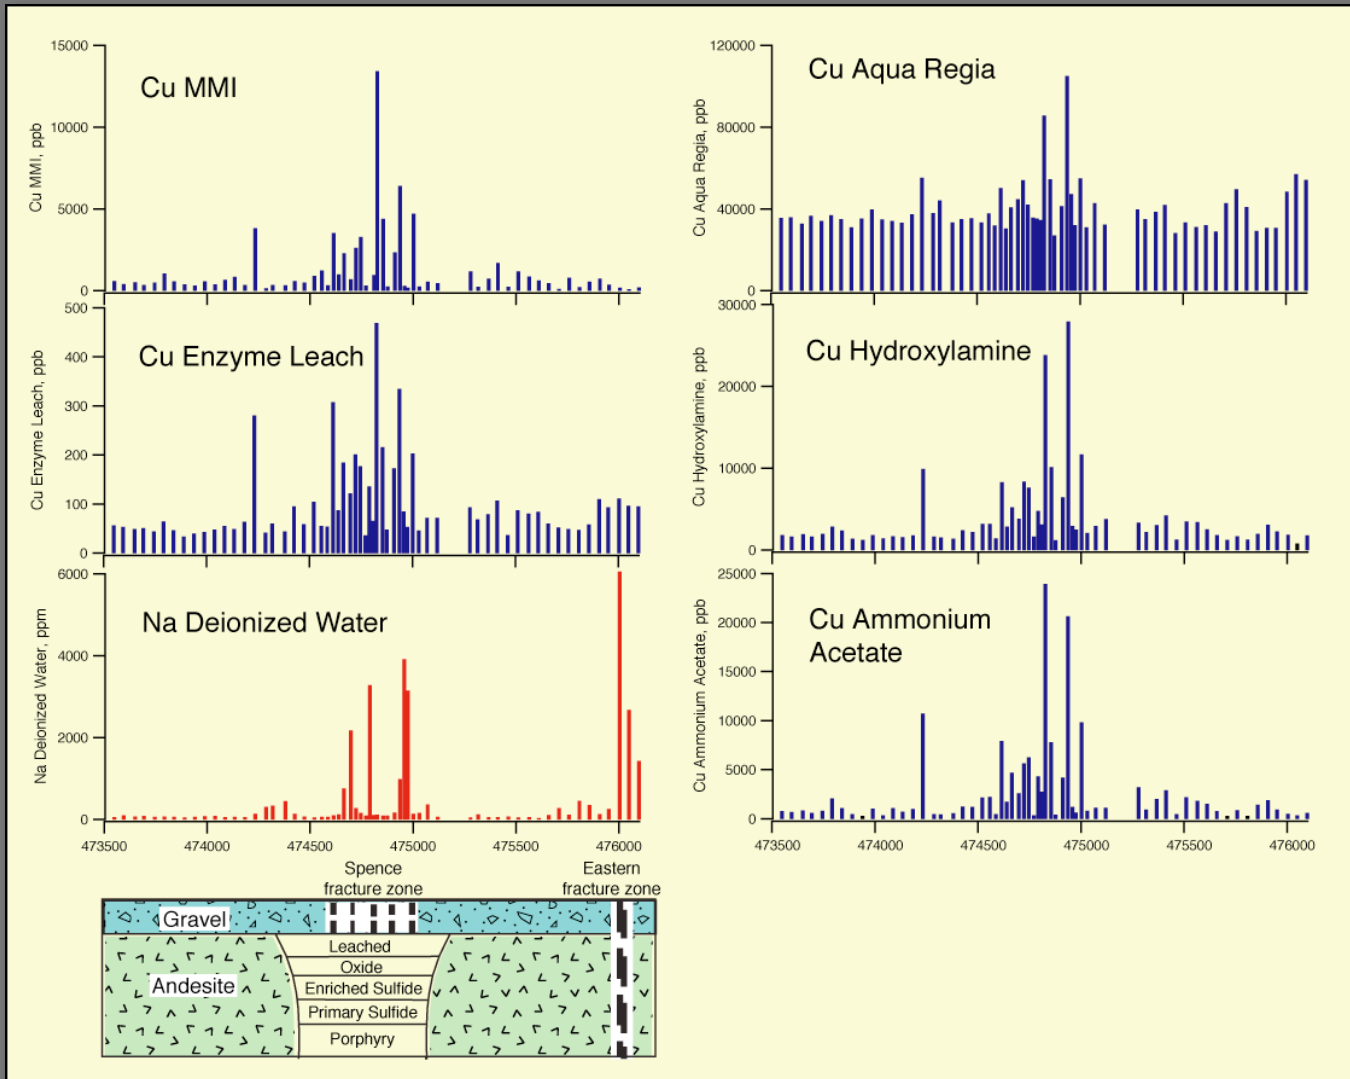 15000
Cu MMI
10000
Cu MMI, ppb
5000
0
120000
Cu Aqua Regia
80000
Cu Aqua Regia, ppb
40000
0
500
Cu Enzyme Leach
400
300
Cu Enzyme Leach, ppb
200
100
0
30000
Cu Hydroxylamine
20000
Cu Hydroxylamine, ppb
10000
0
6000
Na Deionized Water
4000
Na Deionized Water, ppm
2000
0
473500 474000 474500 475000 475500 476000
25000
Cu Ammonium
Acetate
20000
15000
Cu Ammonium Acetate, ppb
10000
5000
0
473500 474000 474500 475000 475500 476000
Spence
fracture zone
Eastern
fracture zone
Gravel
Andesite
Leached
Oxide
Enriched Sulfide
Primary Sulfide
Porphyry